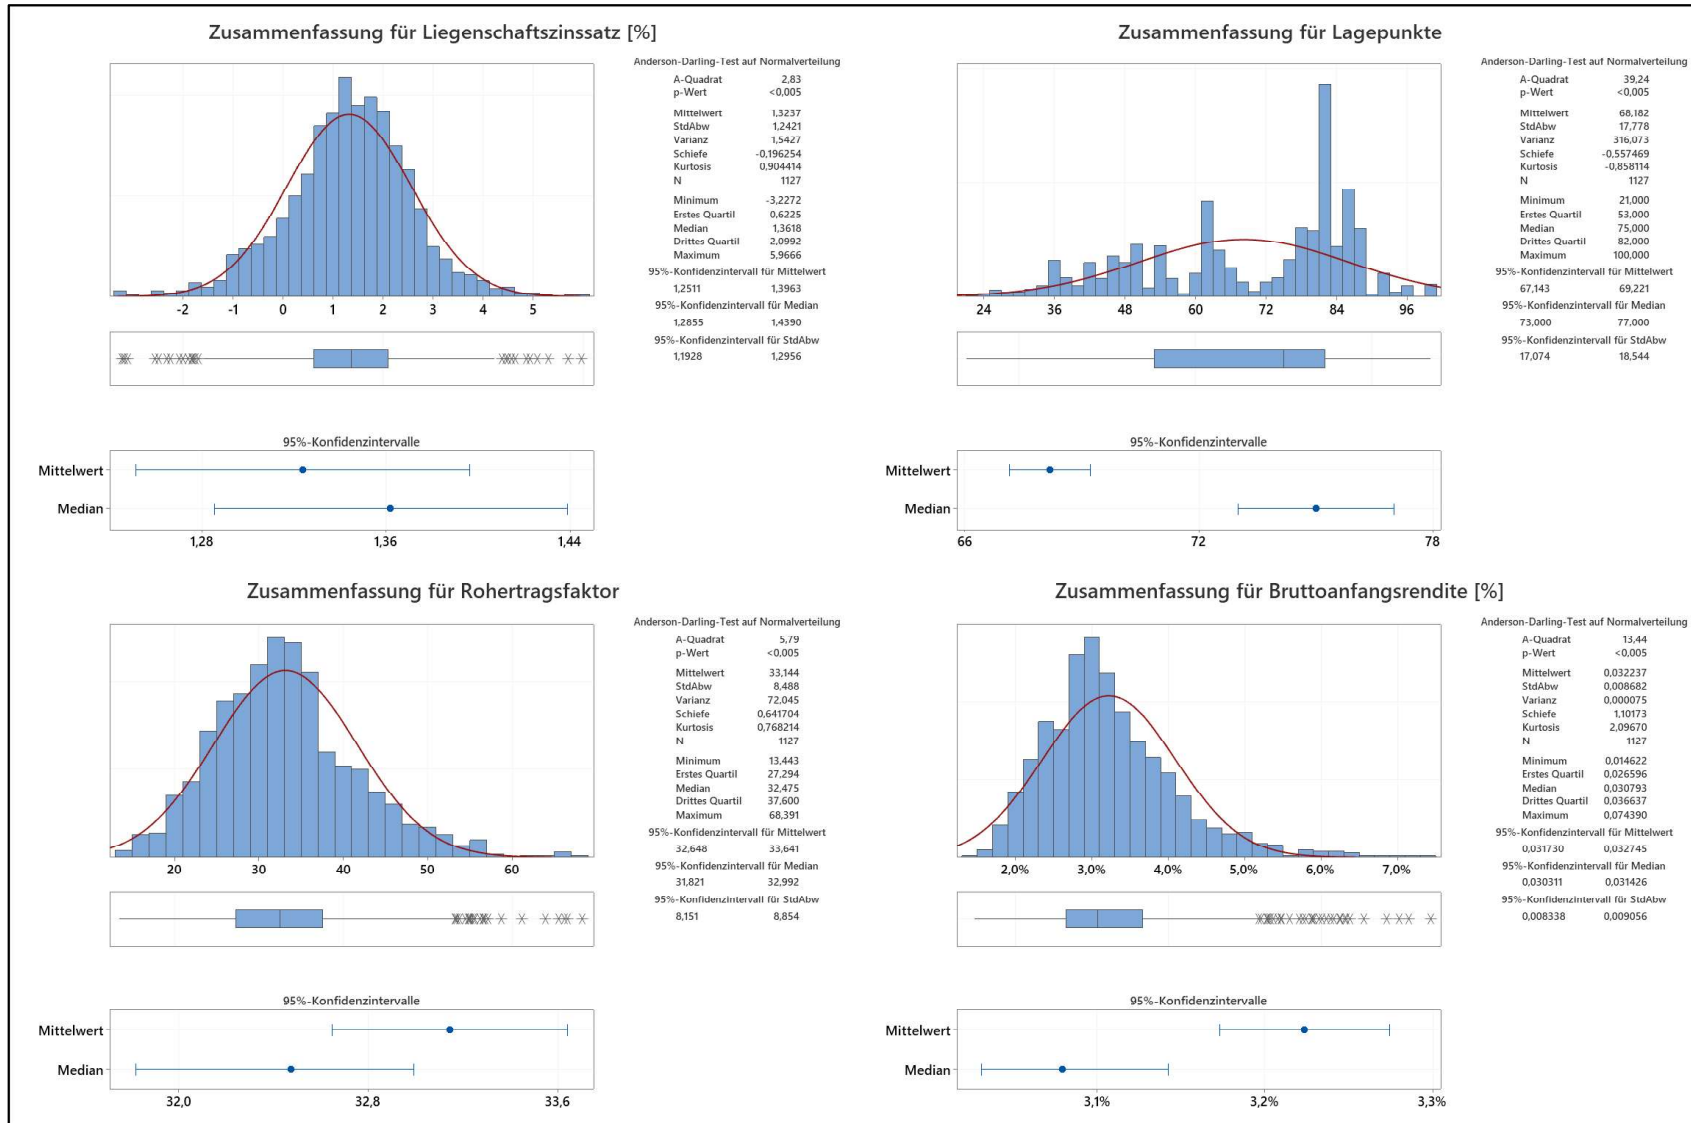 Zusammenfassung für Liegenschaftszinssatz [%]
Anderson-Darling-Test auf Normalverteilung
A-Quadrat 2,83
p-Wert <0,005
Mittelwert 1,3237
StdAbw 1,2421
Varianz 1,5427
Schiefe -0,196254
Kurtosis 0,904414
N 1127
Minimum -3,2272
Erstes Quartil 0,6225
Median 1,3618
Drittes Quartil 2,0992
Maximum 5,9666
95%-Konfidenzintervall für Mittelwert
1,2511 1,3963
95%-Konfidenzintervall für Median
1,2855 1,4390
95%-Konfidenzintervall für StdAbw
1,1928 1,2956
-2 -1 0 1 2 3 4 5
95%-Konfidenzintervalle
Mittelwert
Median
1,28 1,36 1,44
Zusammenfassung für Lagepunkte
Anderson-Darling-Test auf Normalverteilung
A-Quadrat 39,24
p-Wert <0,005
Mittelwert 68,182
StdAbw 17,778
Varianz 316,073
Schiefe -0,557469
Kurtosis -0,858114
N 1127
Minimum 21,000
Erstes Quartil 53,000
Median 75,000
Drittes Quartil 82,000
Maximum 100,000
95%-Konfidenzintervall für Mittelwert
67,143 69,221
95%-Konfidenzintervall für Median
73,000 77,000
95%-Konfidenzintervall für StdAbw
17,074 18,544
24 36 48 60 72 84 96
95%-Konfidenzintervalle
Mittelwert
Median
66 72 78
Zusammenfassung für Rohertragsfaktor
Anderson-Darling-Test auf Normalverteilung
A-Quadrat 5,79
p-Wert <0,005
Mittelwert 33,144
StdAbw 8,488
Varianz 72,045
Schiefe 0,641704
Kurtosis 0,768214
N 1127
Minimum 13,443
Erstes Quartil 27,294
Median 32,475
Drittes Quartil 37,600
Maximum 68,391
95%-Konfidenzintervall für Mittelwert
32,648 33,641
95%-Konfidenzintervall für Median
31,821 32,992
95%-Konfidenzintervall für StdAbw
8,151 8,854
20 30 40 50 60
95%-Konfidenzintervalle
Mittelwert
Median
32,0 32,8 33,6
Zusammenfassung für Bruttoanfangsrendite [%]
Anderson-Darling-Test auf Normalverteilung
A-Quadrat 13,44
p-Wert <0,005
Mittelwert 0,032237
StdAbw 0,008682
Varianz 0,000075
Schiefe 1,10173
Kurtosis 2,09670
N 1127
Minimum 0,014622
Erstes Quartil 0,026596
Median 0,030793
Drittes Quartil 0,036637
Maximum 0,074390
95%-Konfidenzintervall für Mittelwert
0,031730 0,032745
95%-Konfidenzintervall für Median
0,030311 0,031426
95%-Konfidenzintervall für StdAbw
0,008338 0,009056
2,0% 3,0% 4,0% 5,0% 6,0% 7,0%
95%-Konfidenzintervalle
Mittelwert
Median
3,1% 3,2% 3,3%